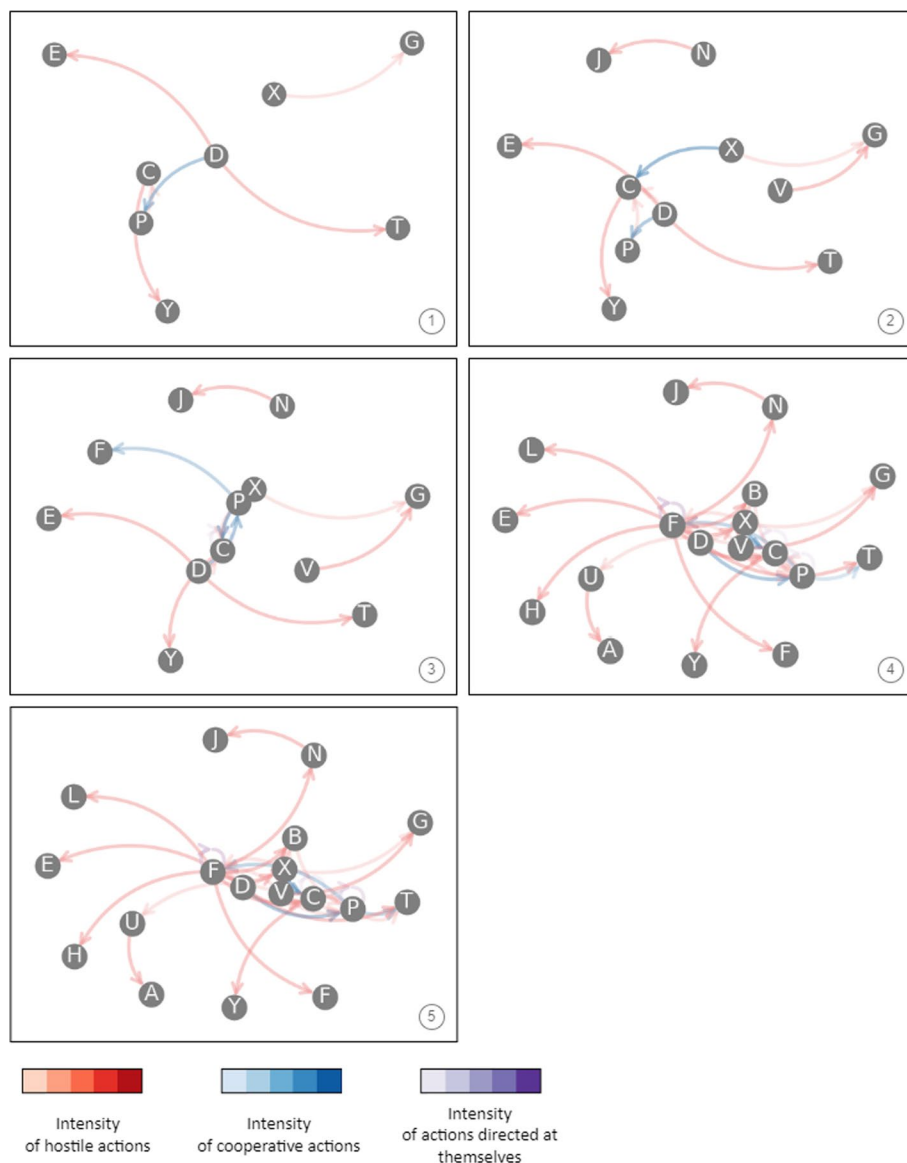 E
G
X
D
C
P
T
Y
1
J
N
E
X
G
C
V
D
P
T
Y
2
J
N
F
X
P
G
E
C
D
V
T
Y
3
J
N
L
B
G
E
F
X
D
V
C
T
U
P
H
A
Y
F
4
J
N
L
G
B
E
F
X
D
V
C
P
T
U
H
A
Y
F
5
Intensity
of hostile actions
Intensity
of cooperative actions
Intensity
of actions directed at
themselves